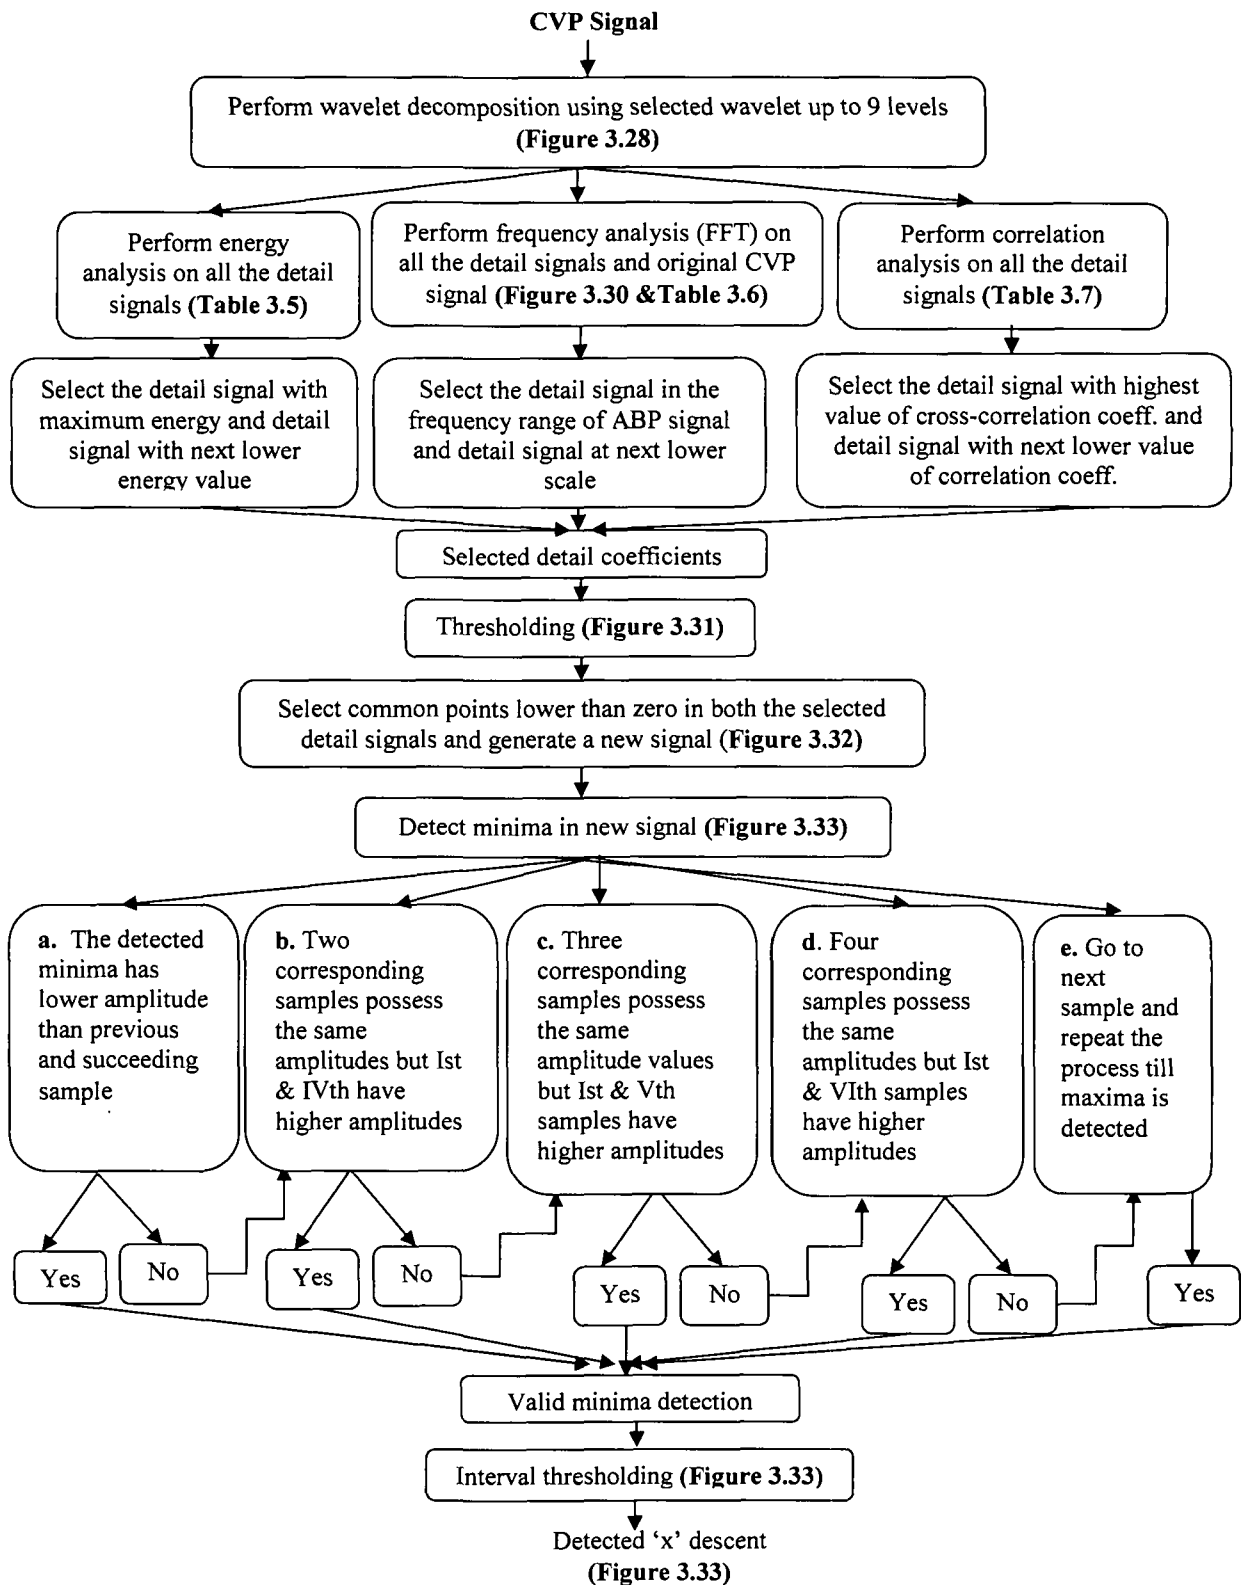 CVP Signal
Perform wavelet decomposition using selected wavelet up to 9 levels
(Figure 3.28)
Perform energy
analysis on all the detail
signals (Table 3.5)
Perform frequency analysis (FFT) on
all the detail signals and original CVP
signal (Figure 3.30 &Table 3.6)
Perform correlation
analysis on all the detail
signals (Table 3.7)
Select the detail signal with
maximum energy and detail
signal with next lower
energy value
Select the detail signal in the
frequency range of ABP signal
and detail signal at next lower
scale
Select the detail signal with highest
value of cross-correlation coeff. and
detail signal with next lower value
of correlation coeff.
Selected detail coefficients
Thresholding (Figure 3.31)
Select common points lower than zero in both the selected
detail signals and generate a new signal (Figure 3.32)
Detect minima in new signal (Figure 3.33)
a. The detected
minima has
lower amplitude
than previous
and succeeding
sample
b. Two
corresponding
samples possess
the same
amplitudes but Ist
& IVth have
higher amplitudes
c. Three
corresponding
samples possess
the same
amplitude values
but Ist & Vth
samples have
higher amplitudes
d. Four
corresponding
samples possess
the same
amplitudes but Ist
& VIth samples
have higher
amplitudes
e. Go to
next
sample and
repeat the
process till
maxima is
detected
Yes
No
Yes
No
Yes
No
Yes
No
Yes
Valid minima detection
Interval thresholding (Figure 3.33)
Detected ‘x’ descent
(Figure 3.33)